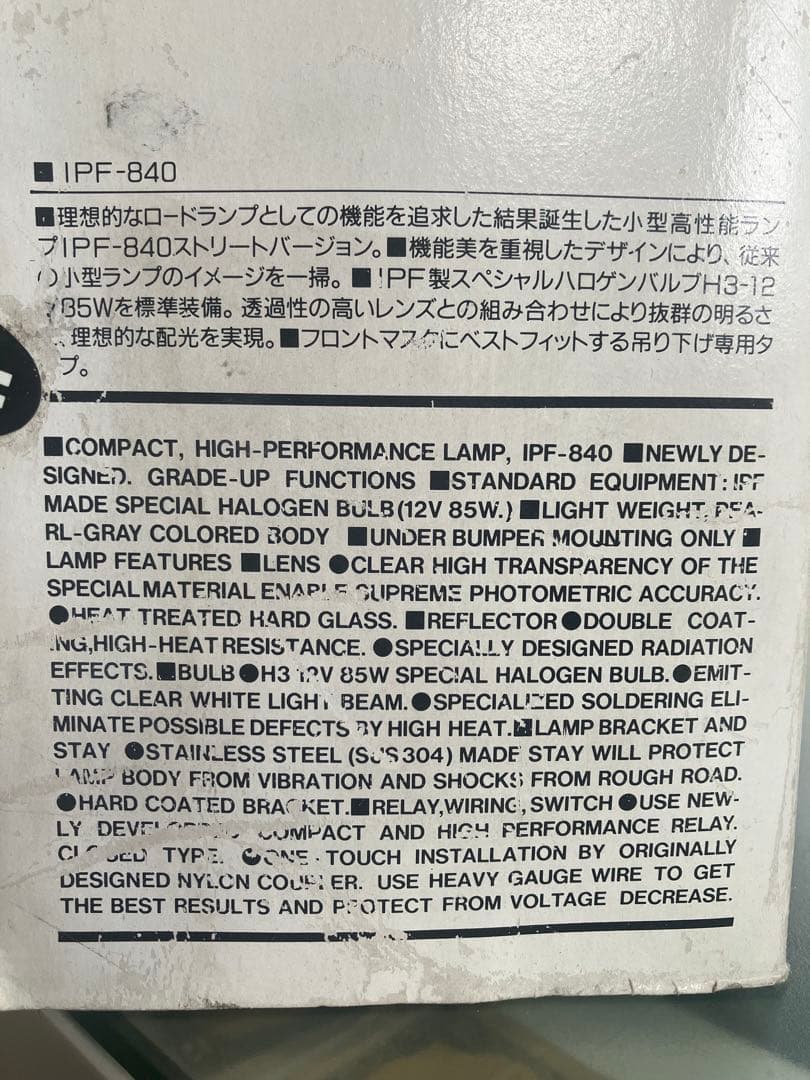 ■IPF-840
■理想的なロードランプとしての機能を追求した結果誕生した小型高性能ラン
プIPF-840ストリートバージョン。■機能美を重視したデザインにより、従来
の小型ランプのイメージを一掃。■IPF製スペシャルハロゲンバルブH3-12
V85Wを標準装備。透過性の高いレンズとの組み合わせにより抜群の明るさ
、理想的な配光を実現。■フロントマスクにベストフィットする吊り下げ専用タ
プ。
■COMPACT, HIGH-PERFORMANCE LAMP, IPF-840 ■NEWLY DE-
SIGNED. GRADE-UP FUNCTIONS ■STANDARD EQUIPMENT: IPF
MADE SPECIAL HALOGEN BULB(12V 85W.) ■LIGHT WEIGHT, PEA-
RL-GRAY COLORED BODY ■UNDER BUMPER MOUNTING ONLY ■
LAMP FEATURES ■LENS ●CLEAR HIGH TRANSPARENCY OF THE
SPECIAL MATERIAL ENABLE SUPREME PHOTOMETRIC ACCURACY.
●HEAT TREATED HARD GLASS. ■REFLECTOR ●DOUBLE COAT-
ING,HIGH-HEAT RESISTANCE. ●SPECIALLY DESIGNED RADIATION
EFFECTS.■BULB●H3 12V 85W SPECIAL HALOGEN BULB.●EMIT-
TING CLEAR WHITE LIGHT BEAM.●SPECIALIZED SOLDERING ELI-
MINATE POSSIBLE DEFECTS BY HIGH HEAT.■LAMP BRACKET AND
STAY ●STAINLESS STEEL (SUS304) MADE STAY WILL PROTECT
LAMP BODY FROM VIBRATION AND SHOCKS FROM ROUGH ROAD.
●HARD COATED BRACKET.■RELAY,WIRING,SWITCH ●USE NEW-
LY DEVELOPED COMPACT AND HIGH PERFORMANCE RELAY.
CLOSED TYPE. ●ONE-TOUCH INSTALLATION BY ORIGINALLY
DESIGNED NYLON COUPLER. USE HEAVY GAUGE WIRE TO GET
THE BEST RESULTS AND PROTECT FROM VOLTAGE DECREASE.